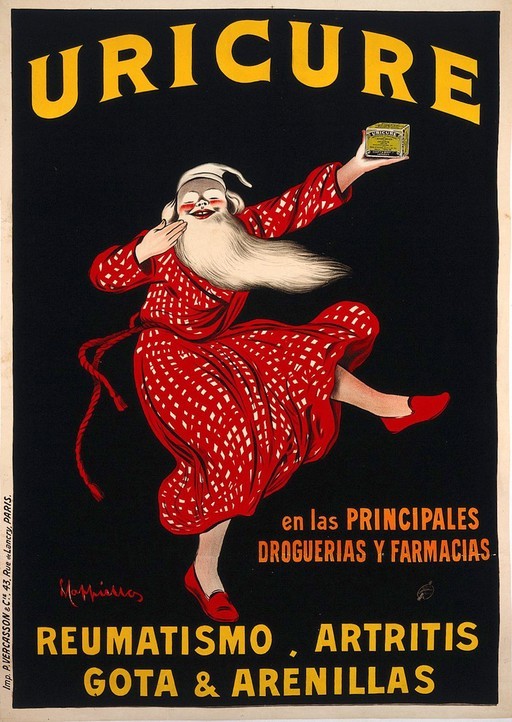 URICURE
URICURE
en las PRINCIPALES
DROGUERIAS Y FARMACIAS
Cappiello
REUMATISMO, ARTRITIS
GOTA & ARENILLAS
Imp. P. VERCASSON & Cie. 43, Rue de Lancry, PARIS.